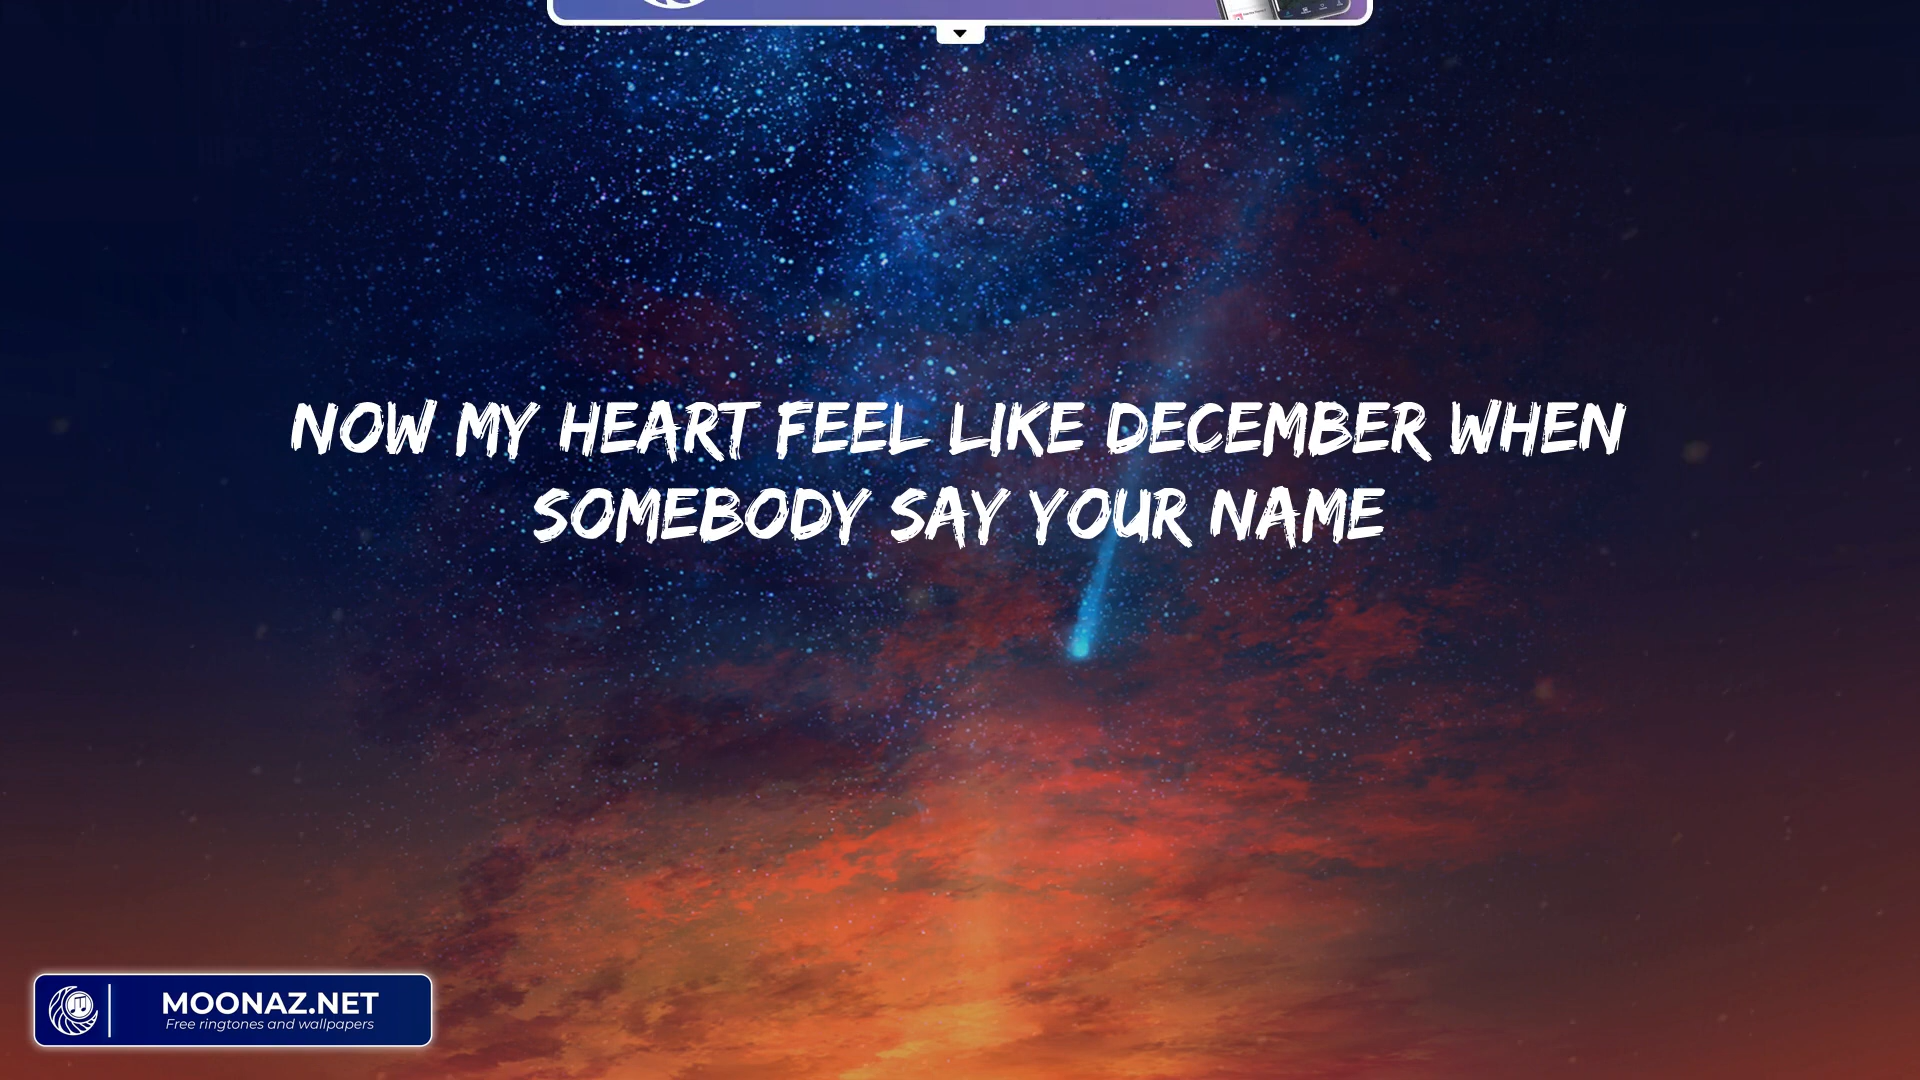 NOW MY HEART FEEL LIKE DECEMBER WHEN
SOMEBODY SAY YOUR NAME
MOONAZ.NET
Free ringtones and wallpapers